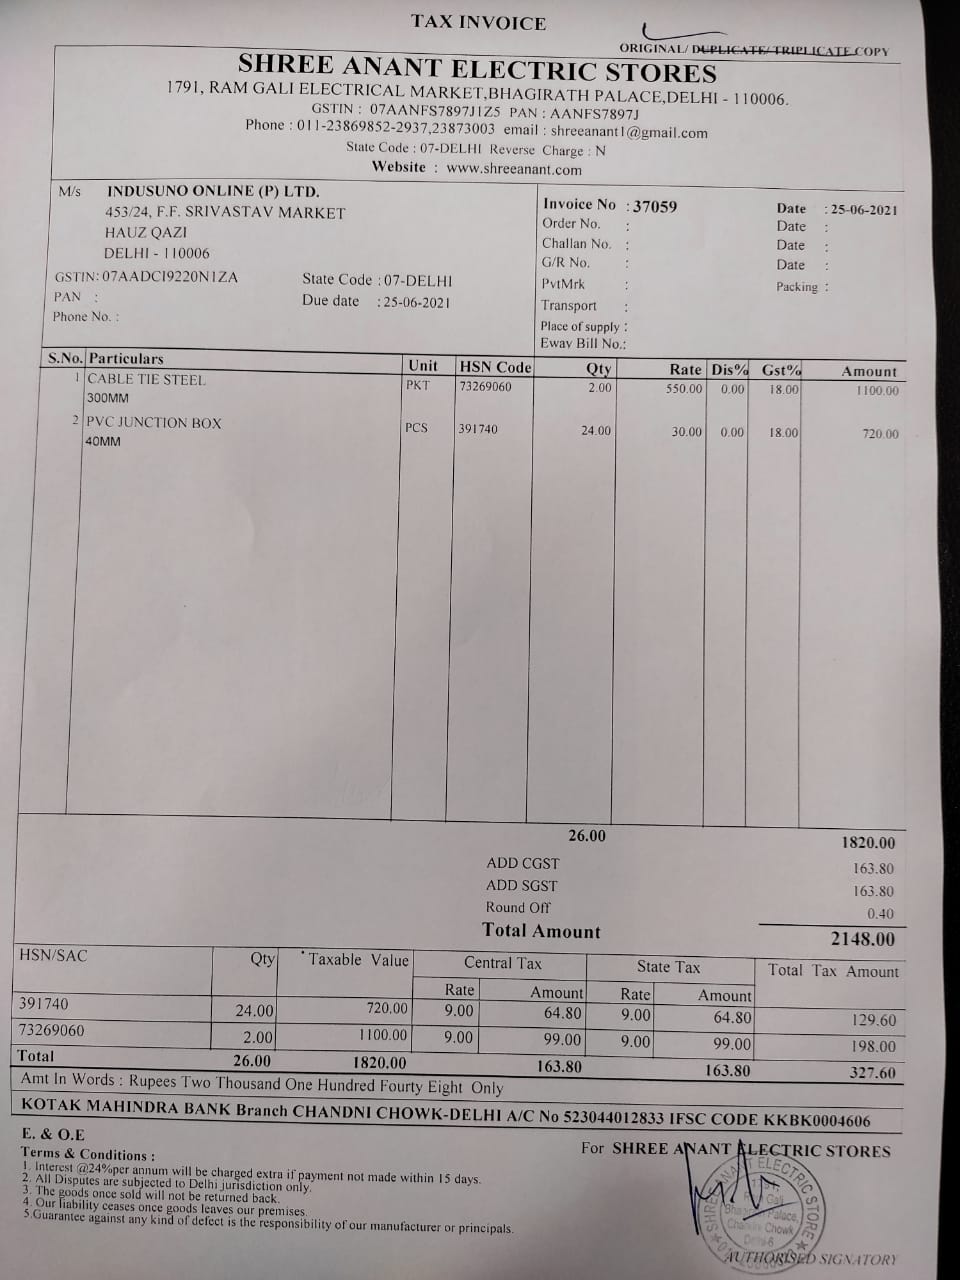 TAX INVOICE
ORIGINAL/ DUPLICATE/ TRIPLICATE COPY
SHREE ANANT ELECTRIC STORES
1791, RAM GALI ELECTRICAL MARKET,BHAGIRATH PALACE,DELHI - 110006.
GSTIN : 07AANFS7897J1Z5 PAN : AANFS7897J
Phone : 011-23869852-2937,23873003 email : shreeanant1@gmail.com
State Code : 07-DELHI Reverse Charge : N
Website : www.shreeanant.com
M/s INDUSUNO ONLINE (P) LTD.
453/24, F.F. SRIVASTAV MARKET
HAUZ QAZI
DELHI - 110006
GSTIN: 07AADCI9220N1ZA State Code : 07-DELHI
PAN : Due date : 25-06-2021
Phone No. :
Invoice No : 37059 Date : 25-06-2021
Order No. : Date :
Challan No. : Date :
G/R No. : Date :
PvtMrk : Packing :
Transport :
Place of supply :
Eway Bill No.:
S.No. Particulars Unit HSN Code Qty Rate Dis% Gst% Amount
1 CABLE TIE STEEL PKT 73269060 2.00 550.00 0.00 18.00 1100.00
300MM
2 PVC JUNCTION BOX PCS 391740 24.00 30.00 0.00 18.00 720.00
40MM
26.00 1820.00
ADD CGST 163.80
ADD SGST 163.80
Round Off 0.40
Total Amount 2148.00
HSN/SAC Qty Taxable Value Central Tax State Tax Total Tax Amount
Rate Amount Rate Amount
391740 24.00 720.00 9.00 64.80 9.00 64.80 129.60
73269060 2.00 1100.00 9.00 99.00 9.00 99.00 198.00
Total 26.00 1820.00 163.80 163.80 327.60
Amt In Words : Rupees Two Thousand One Hundred Fourty Eight Only
KOTAK MAHINDRA BANK Branch CHANDNI CHOWK-DELHI A/C No 523044012833 IFSC CODE KKBK0004606
E. & O.E
Terms & Conditions :
1. Interest @24%per annum will be charged extra if payment not made within 15 days.
2. All Disputes are subjected to Delhi jurisdiction only.
3. The goods once sold will not be returned back.
4. Our liability ceases once goods leaves our premises.
5.Guarantee against any kind of defect is the responsibility of our manufacturer or principals.
For SHREE ANANT ELECTRIC STORES
SHREE ANANT ELECTRIC STORE
Gali
Bhagirath Palace,
Chandni Chowk
Delhi-6
AUTHORISED SIGNATORY